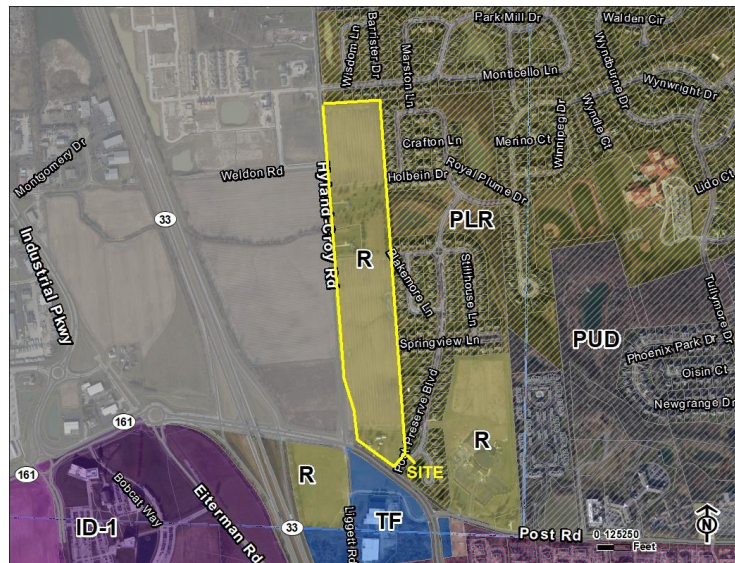 Park Mill Dr
Walden Cir
Wisdom Ln
Barrister Dr
Marston Ln
Monticello Ln
Wyndburne Dr
Wynwright Dr
Montgomery Dr
Crafton Ln
Merino Ct
Winnipeg Dr
Wyndle Ct
Weldon Rd
Holbein Dr
Royal Plume Dr
Lido Ct
33
Hyland-Croy Rd
PLR
Industrial Pkwy
R
Blakemore Ln
Stillhouse Ln
Tullymore Dr
PUD
Springview Ln
Phoenix Park Dr
Oisin Ct
Newgrange Dr
161
Post Preserve Blvd
R
161
SITE
R
Bobcat Way
Eiterman Rd
ID-1
Liggett Rd
TF
33
Post Rd
0 125250
Feet
N